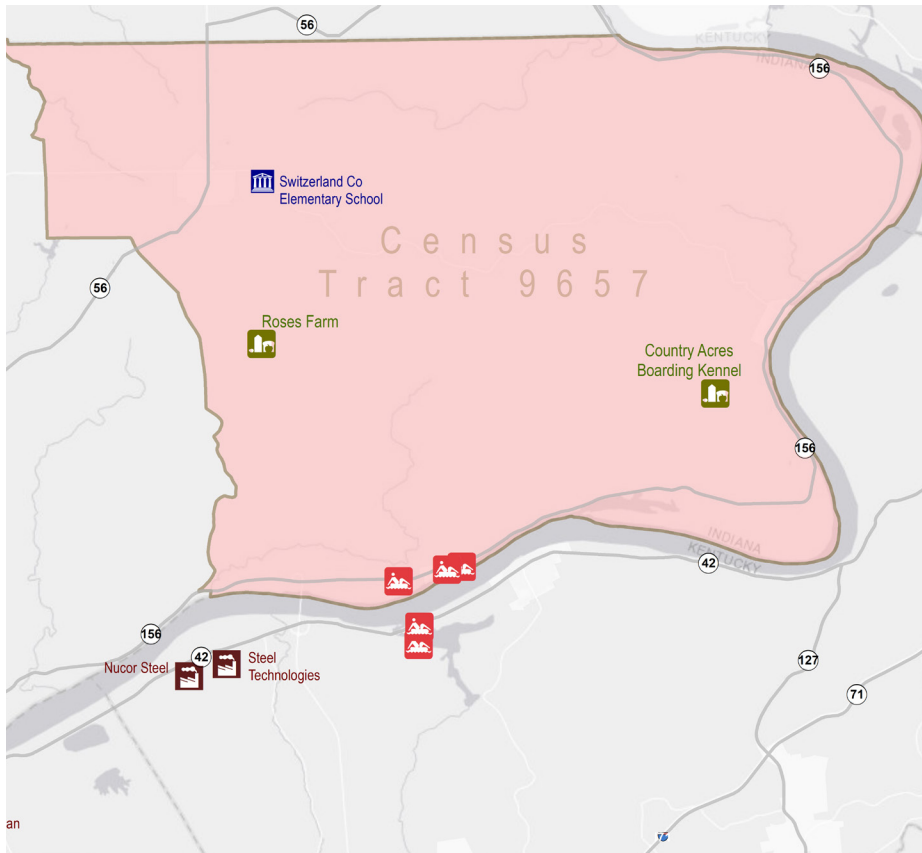 56
KENTUCKY
INDIANA
156
Switzerland Co
Elementary School
Census
Tract 9657
56
Roses Farm
Country Acres
Boarding Kennel
156
INDIANA
KENTUCKY
42
156
42
Nucor Steel
Steel
Technologies
127
71
an